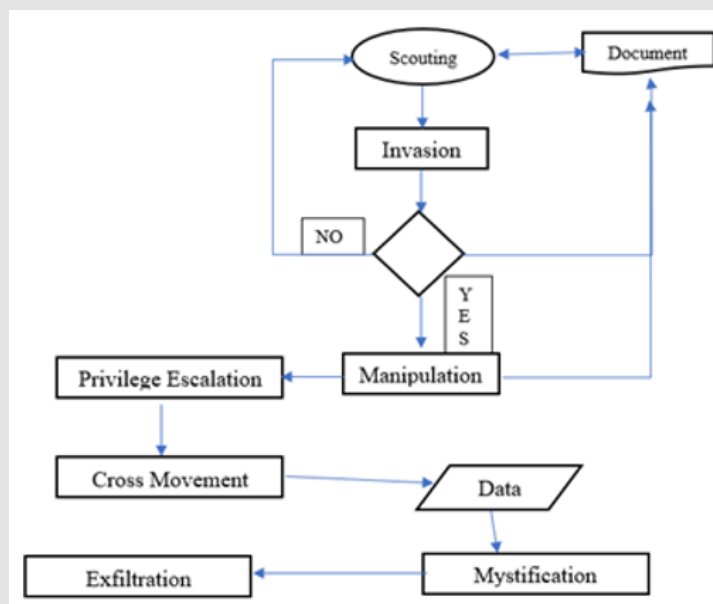 Scouting
Document
Invasion
NO
Y
E
S
Manipulation
Privilege Escalation
Cross Movement
Data
Mystification
Exfiltration